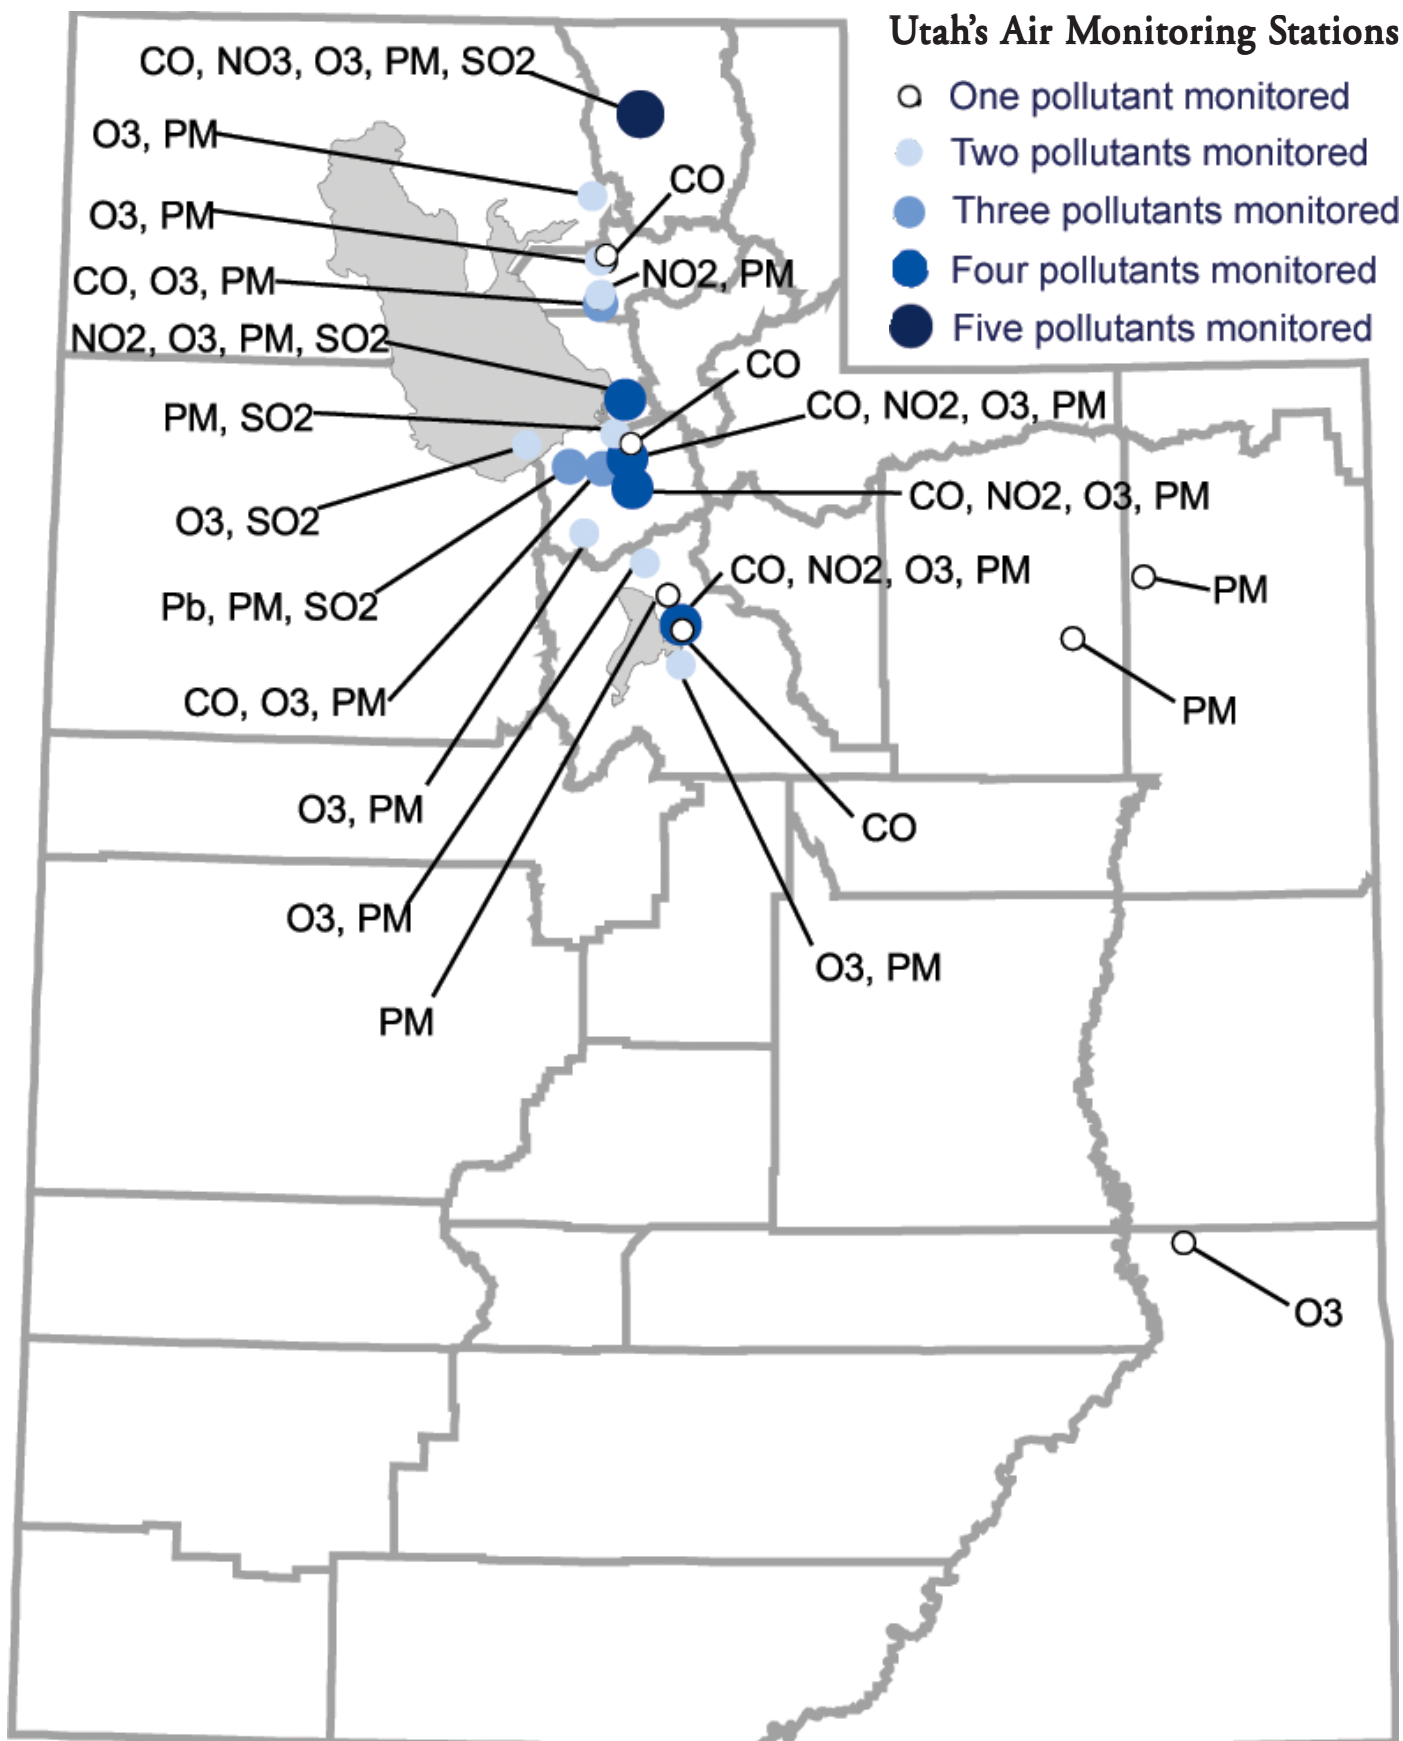 Utah's Air Monitoring Stations
One pollutant monitored
Two pollutants monitored
Three pollutants monitored
Four pollutants monitored
Five pollutants monitored
CO, NO3, O3, PM, SO2
O3, PM
CO
O3, PM
NO2, PM
CO, O3, PM
NO2, O3, PM, SO2
CO
PM, SO2
CO, NO2, O3, PM
CO, NO2, O3, PM
O3, SO2
CO, NO2, O3, PM
PM
Pb, PM, SO2
CO, O3, PM
PM
O3, PM
CO
O3, PM
O3, PM
PM
O3